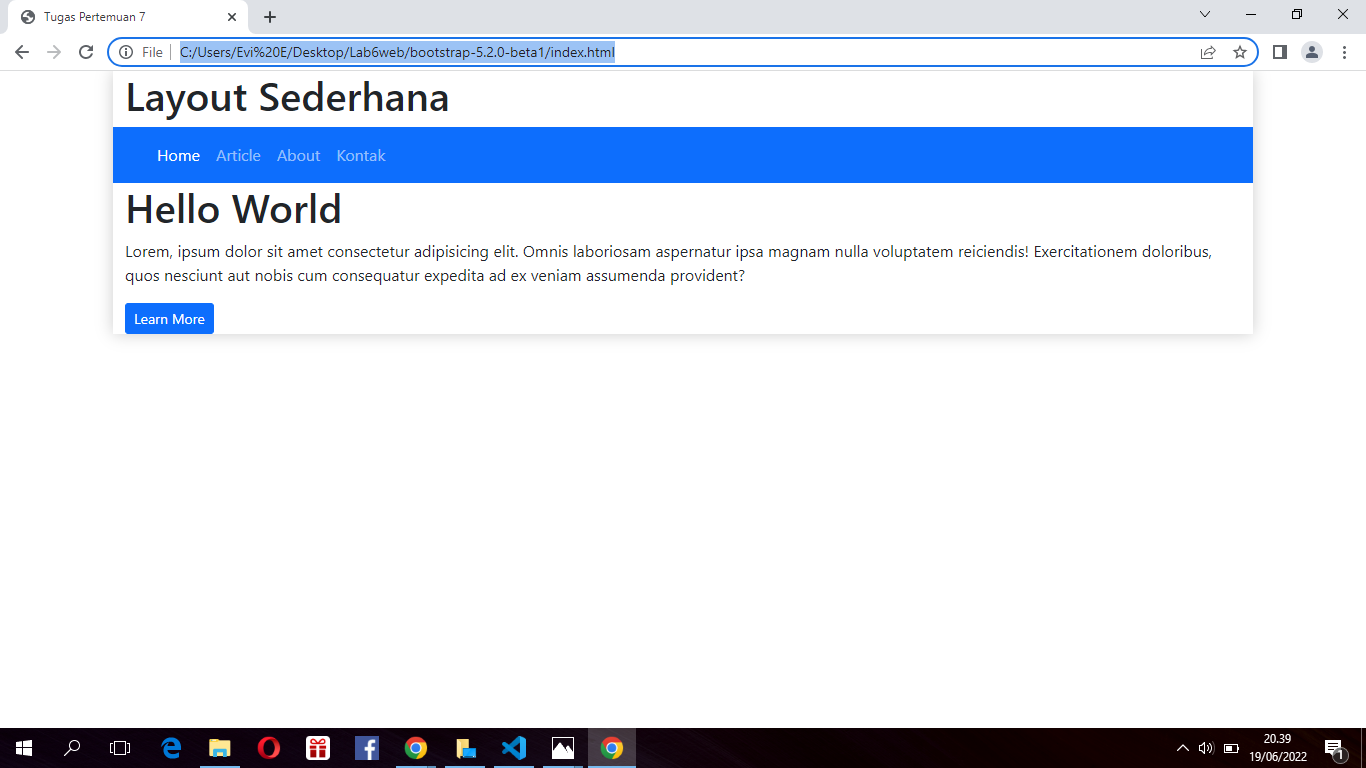 Tugas Pertemuan 7
File
C:/Users/Evi%20E/Desktop/Lab6web/bootstrap-5.2.0-beta1/index.html
Layout Sederhana
Home Article About Kontak
Hello World
Lorem, ipsum dolor sit amet consectetur adipisicing elit. Omnis laboriosam aspernatur ipsa magnam nulla voluptatem reiciendis! Exercitationem doloribus,
quos nesciunt aut nobis cum consequatur expedita ad ex veniam assumenda provident?
Learn More
20.39
19/06/2022
1